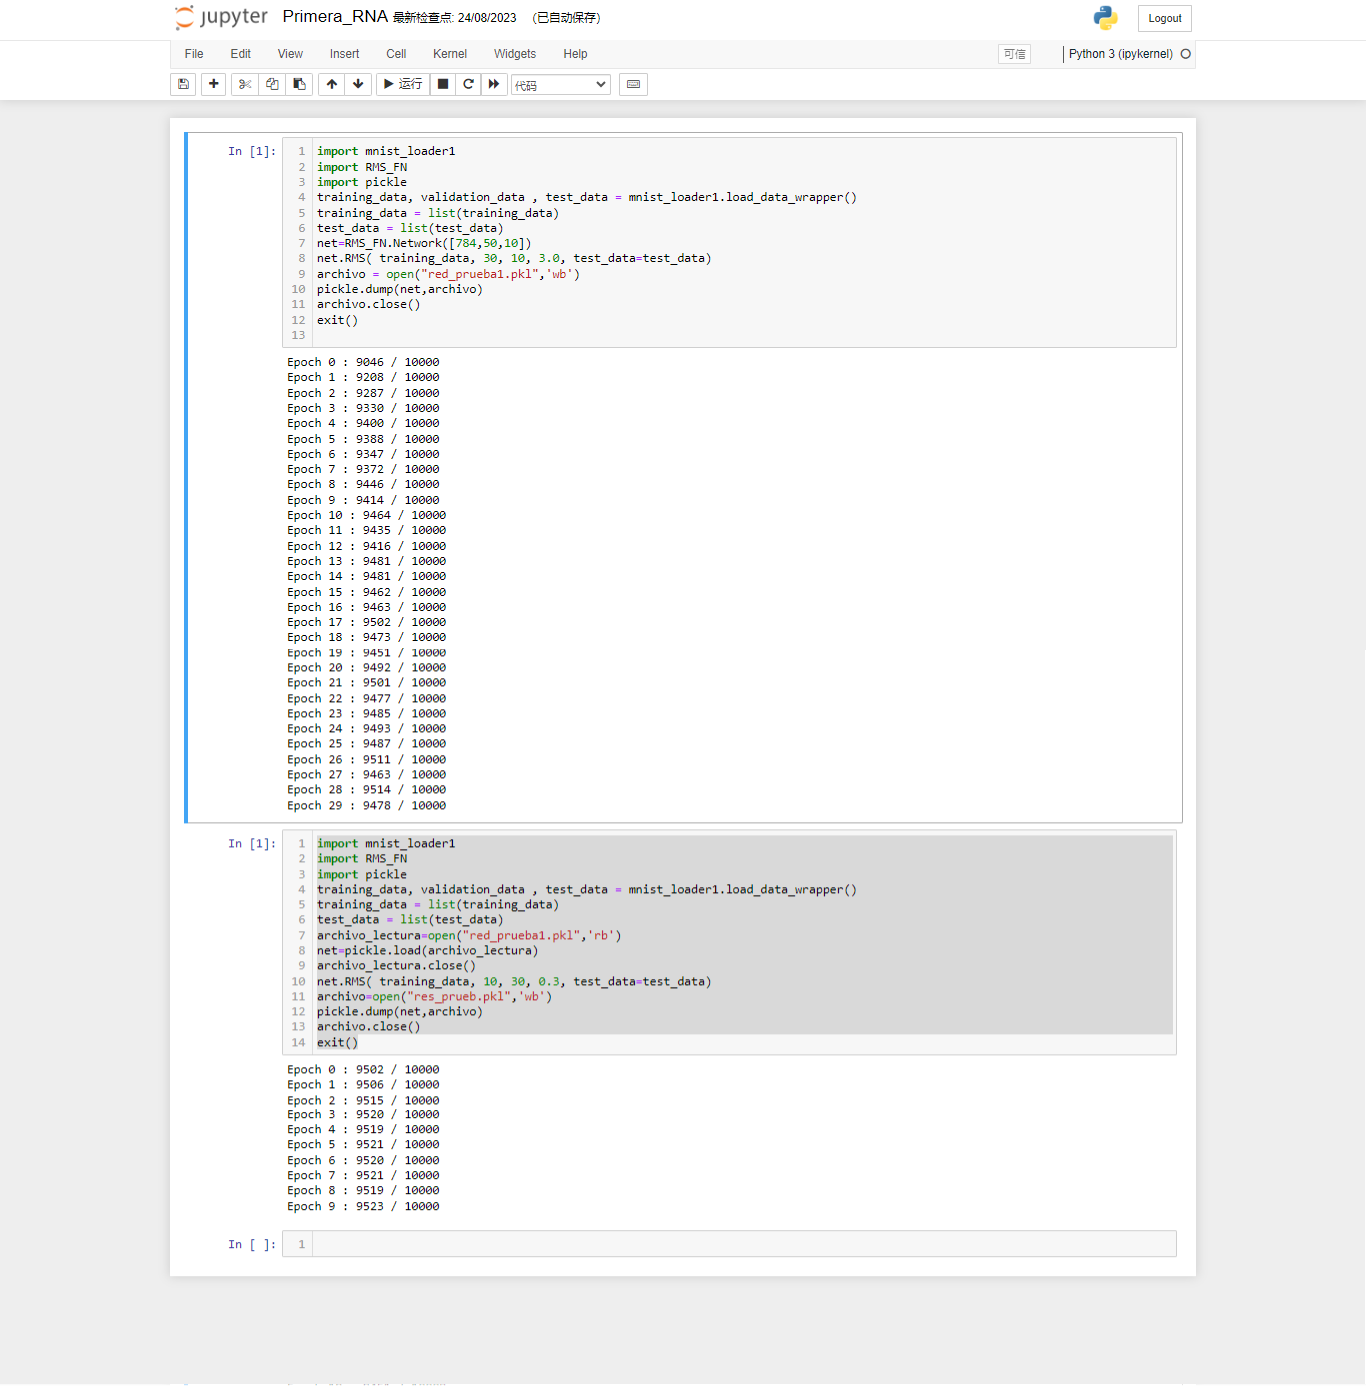 jupyter Primera_RNA 最新检查点: 24/08/2023 (已自动保存) Logout
File Edit View Insert Cell Kernel Widgets Help 可信 Python 3 (ipykernel)
运行 代码
In [1]:
1 import mnist_loader1
2 import RMS_FN
3 import pickle
4 training_data, validation_data , test_data = mnist_loader1.load_data_wrapper()
5 training_data = list(training_data)
6 test_data = list(test_data)
7 net=RMS_FN.Network([784,50,10])
8 net.RMS( training_data, 30, 10, 3.0, test_data=test_data)
9 archivo = open("red_prueba1.pkl",'wb')
10 pickle.dump(net,archivo)
11 archivo.close()
12 exit()
13
Epoch 0 : 9046 / 10000
Epoch 1 : 9208 / 10000
Epoch 2 : 9287 / 10000
Epoch 3 : 9330 / 10000
Epoch 4 : 9400 / 10000
Epoch 5 : 9388 / 10000
Epoch 6 : 9347 / 10000
Epoch 7 : 9372 / 10000
Epoch 8 : 9446 / 10000
Epoch 9 : 9414 / 10000
Epoch 10 : 9464 / 10000
Epoch 11 : 9435 / 10000
Epoch 12 : 9416 / 10000
Epoch 13 : 9481 / 10000
Epoch 14 : 9481 / 10000
Epoch 15 : 9462 / 10000
Epoch 16 : 9463 / 10000
Epoch 17 : 9502 / 10000
Epoch 18 : 9473 / 10000
Epoch 19 : 9451 / 10000
Epoch 20 : 9492 / 10000
Epoch 21 : 9501 / 10000
Epoch 22 : 9477 / 10000
Epoch 23 : 9485 / 10000
Epoch 24 : 9493 / 10000
Epoch 25 : 9487 / 10000
Epoch 26 : 9511 / 10000
Epoch 27 : 9463 / 10000
Epoch 28 : 9514 / 10000
Epoch 29 : 9478 / 10000
In [1]:
1 import mnist_loader1
2 import RMS_FN
3 import pickle
4 training_data, validation_data , test_data = mnist_loader1.load_data_wrapper()
5 training_data = list(training_data)
6 test_data = list(test_data)
7 archivo_lectura=open("red_prueba1.pkl",'rb')
8 net=pickle.load(archivo_lectura)
9 archivo_lectura.close()
10 net.RMS( training_data, 10, 30, 0.3, test_data=test_data)
11 archivo=open("res_prueb.pkl",'wb')
12 pickle.dump(net,archivo)
13 archivo.close()
14 exit()
Epoch 0 : 9502 / 10000
Epoch 1 : 9506 / 10000
Epoch 2 : 9515 / 10000
Epoch 3 : 9520 / 10000
Epoch 4 : 9519 / 10000
Epoch 5 : 9521 / 10000
Epoch 6 : 9520 / 10000
Epoch 7 : 9521 / 10000
Epoch 8 : 9519 / 10000
Epoch 9 : 9523 / 10000
In [ ]:
1